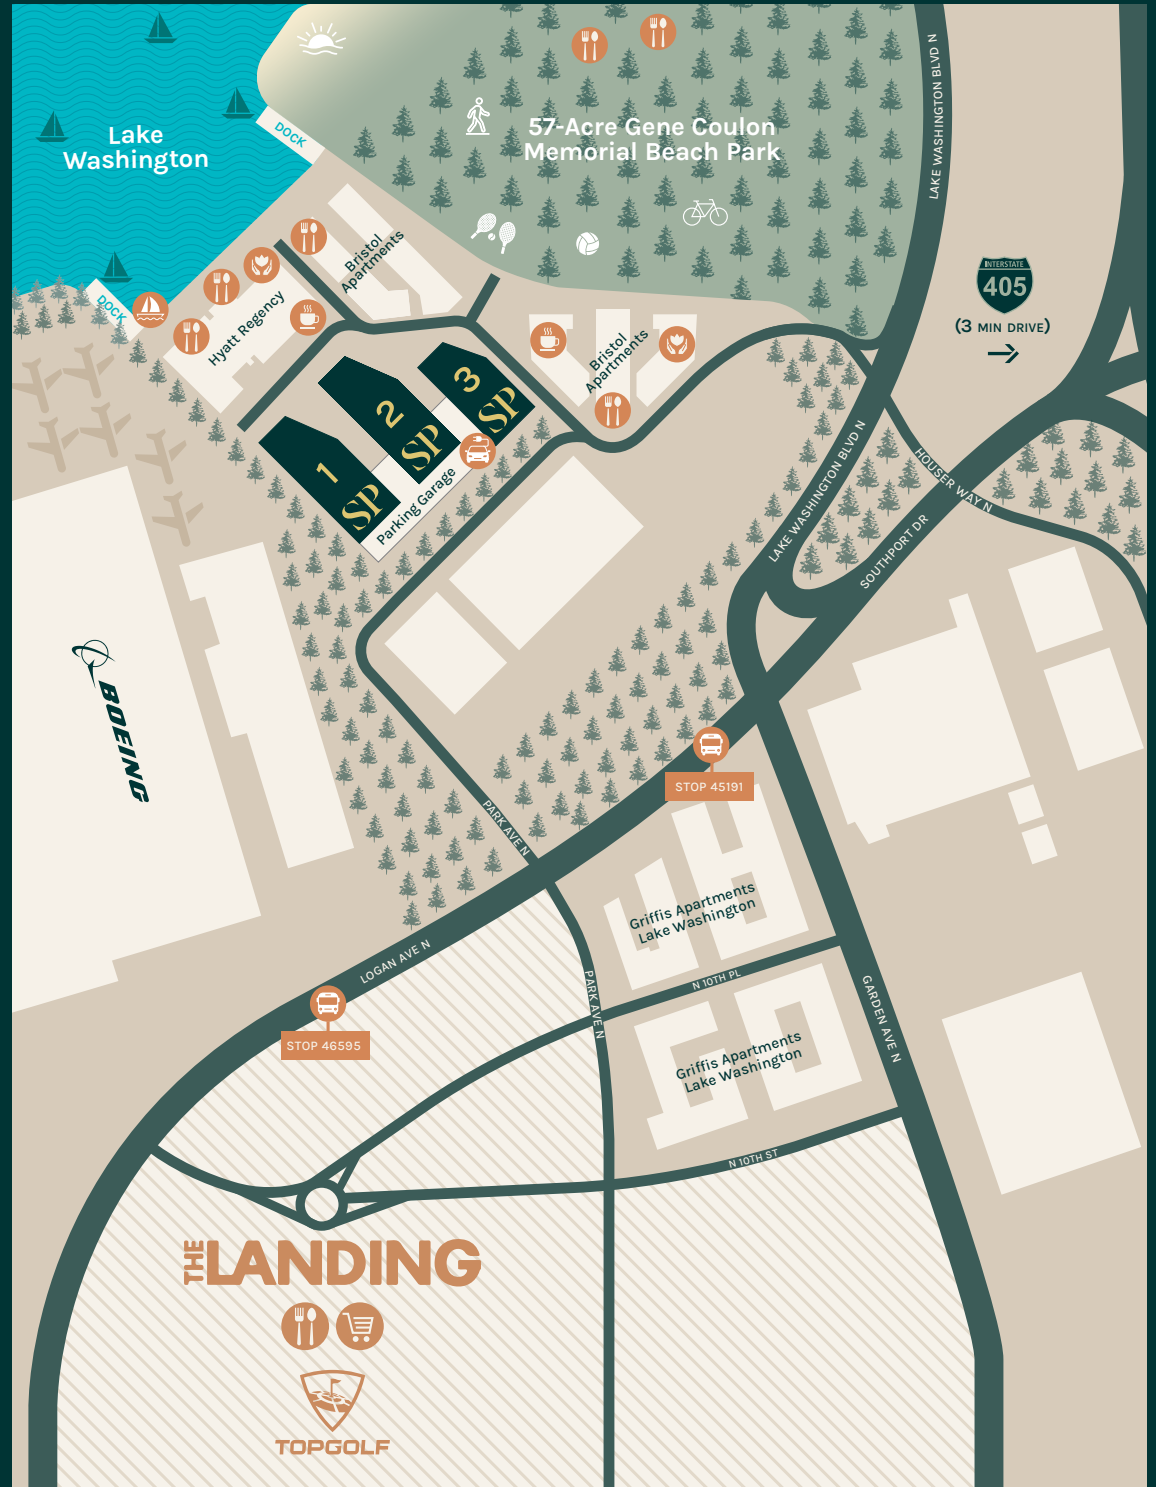 LAKE WASHINGTON BLVD N
Lake
Washington
DOCK
57-Acre Gene Coulon
Memorial Beach Park
Bristol
Apartments
INTERSTATE
405
(3 MIN DRIVE)
DOCK
Hyatt Regency
Bristol
Apartments
1
SP
2
SP
3
SP
Parking Garage
LAKE WASHINGTON BLVD N
HOUSER WAY N
SOUTHPORT DR
BOEING
STOP 45191
PARK AVE N
Griffis Apartments
Lake Washington
LOGAN AVE N
N 10TH PL
PARK AVE N
GARDEN AVE N
STOP 46595
Griffis Apartments
Lake Washington
N 10TH ST
THE LANDING
TOPGOLF